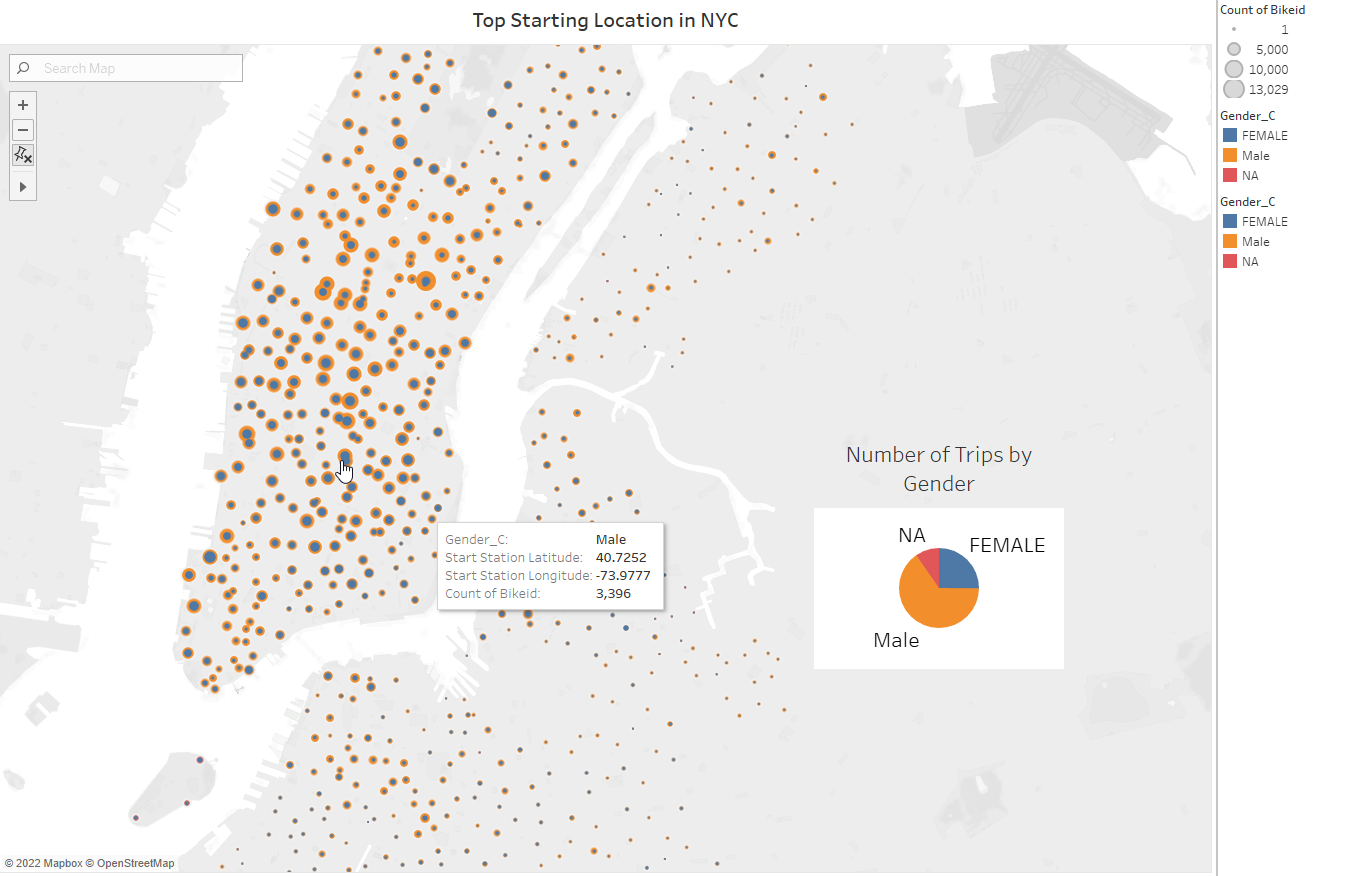 Top Starting Location in NYC
Search Map
Number of Trips by
Gender
NA
FEMALE
Male
Gender_C: Male
Start Station Latitude: 40.7252
Start Station Longitude: -73.9777
Count of Bikeid: 3,396
© 2022 Mapbox © OpenStreetMap
Count of Bikeid
1
5,000
10,000
13,029
Gender_C
FEMALE
Male
NA
Gender_C
FEMALE
Male
NA